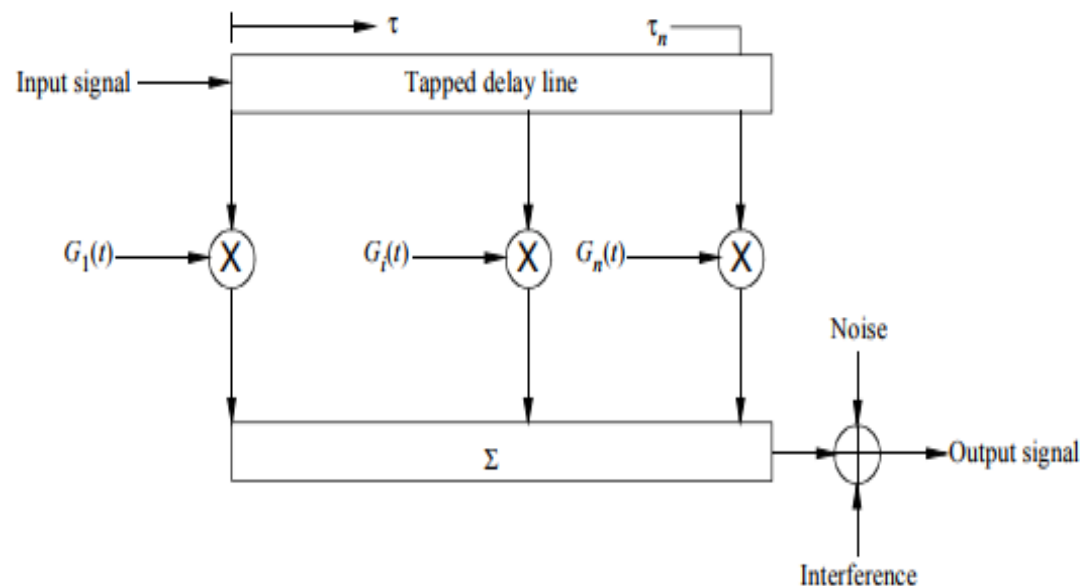 τ
τn
Input signal
Tapped delay line
G1(t)
X
Gi(t)
X
Gn(t)
X
Noise
Σ
Output signal
Interference